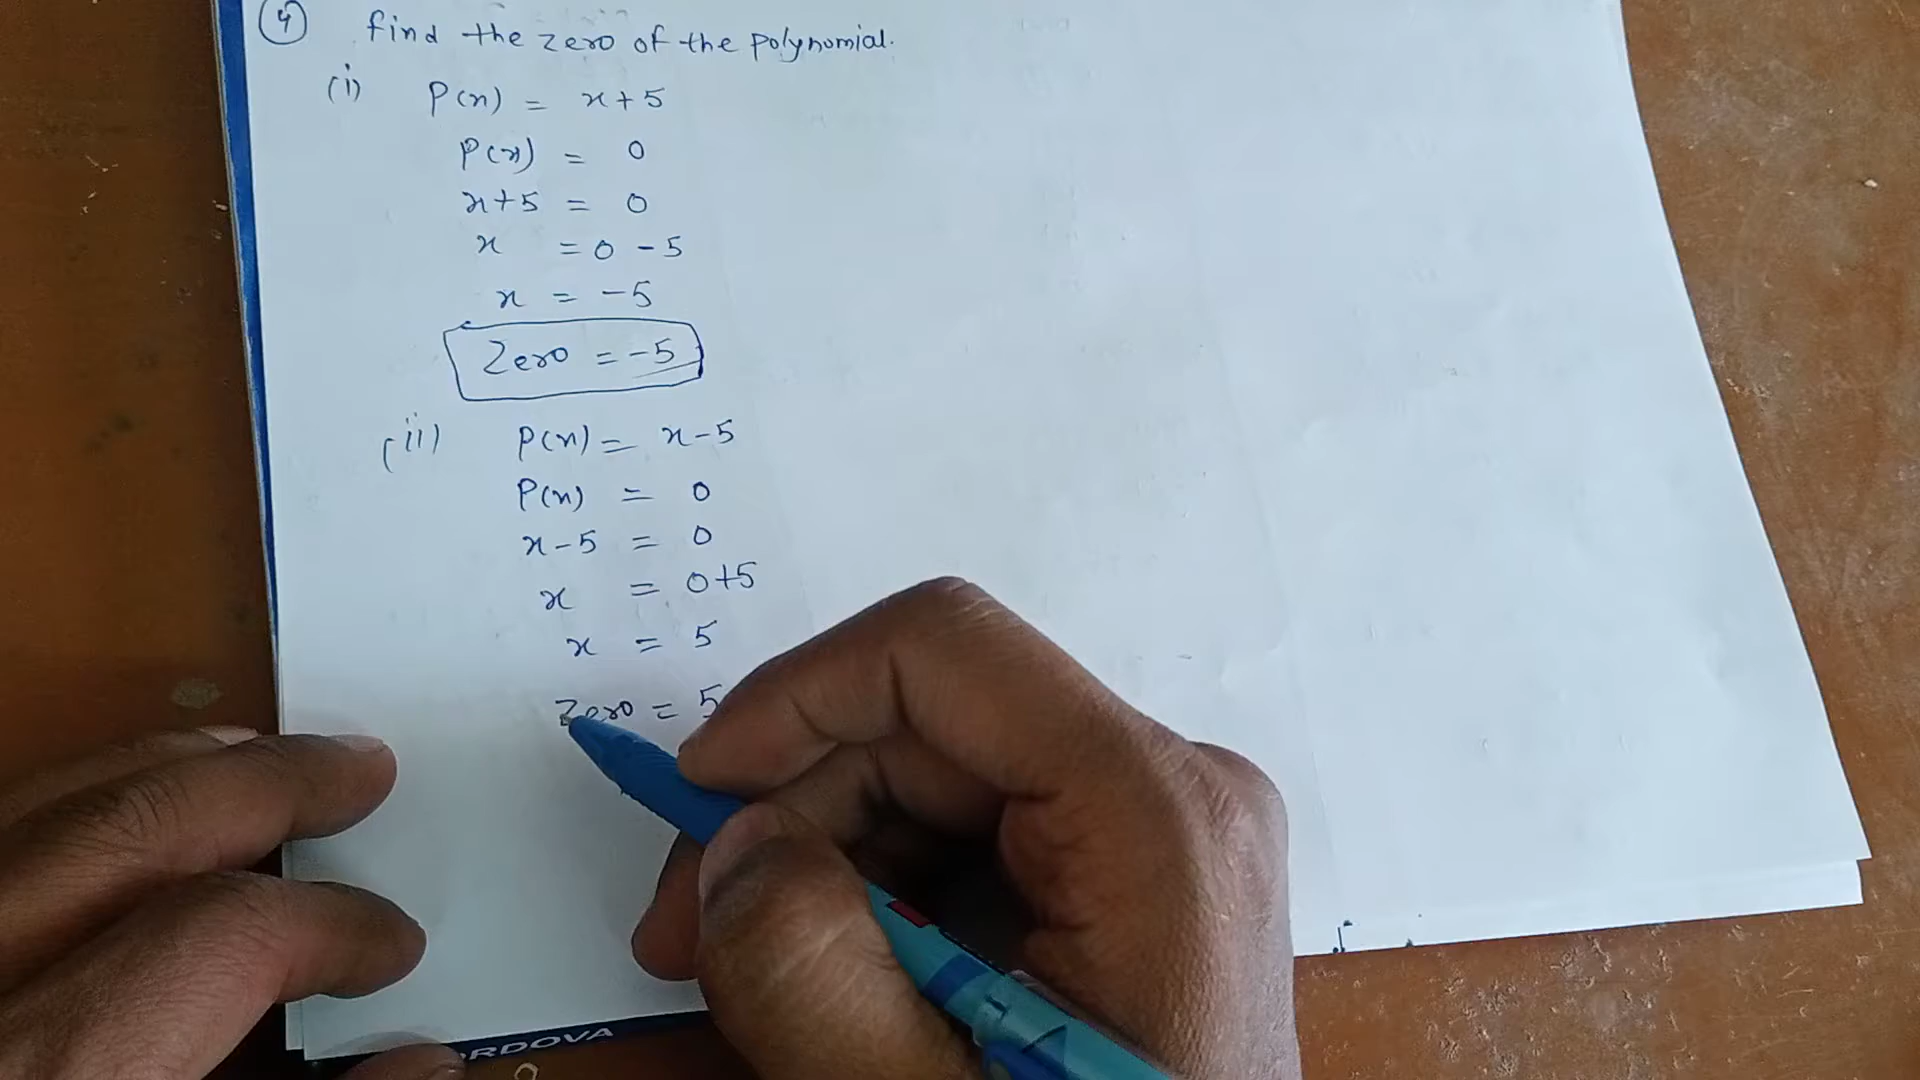 4 find the zero of the polynomial.
(i) P(x) = x+5
P(x) = 0
x+5 = 0
x = 0 -5
x = -5
Zero = -5
(ii) P(x) = x-5
P(x) = 0
x-5 = 0
x = 0+5
x = 5
Zero = 5
RDOVA